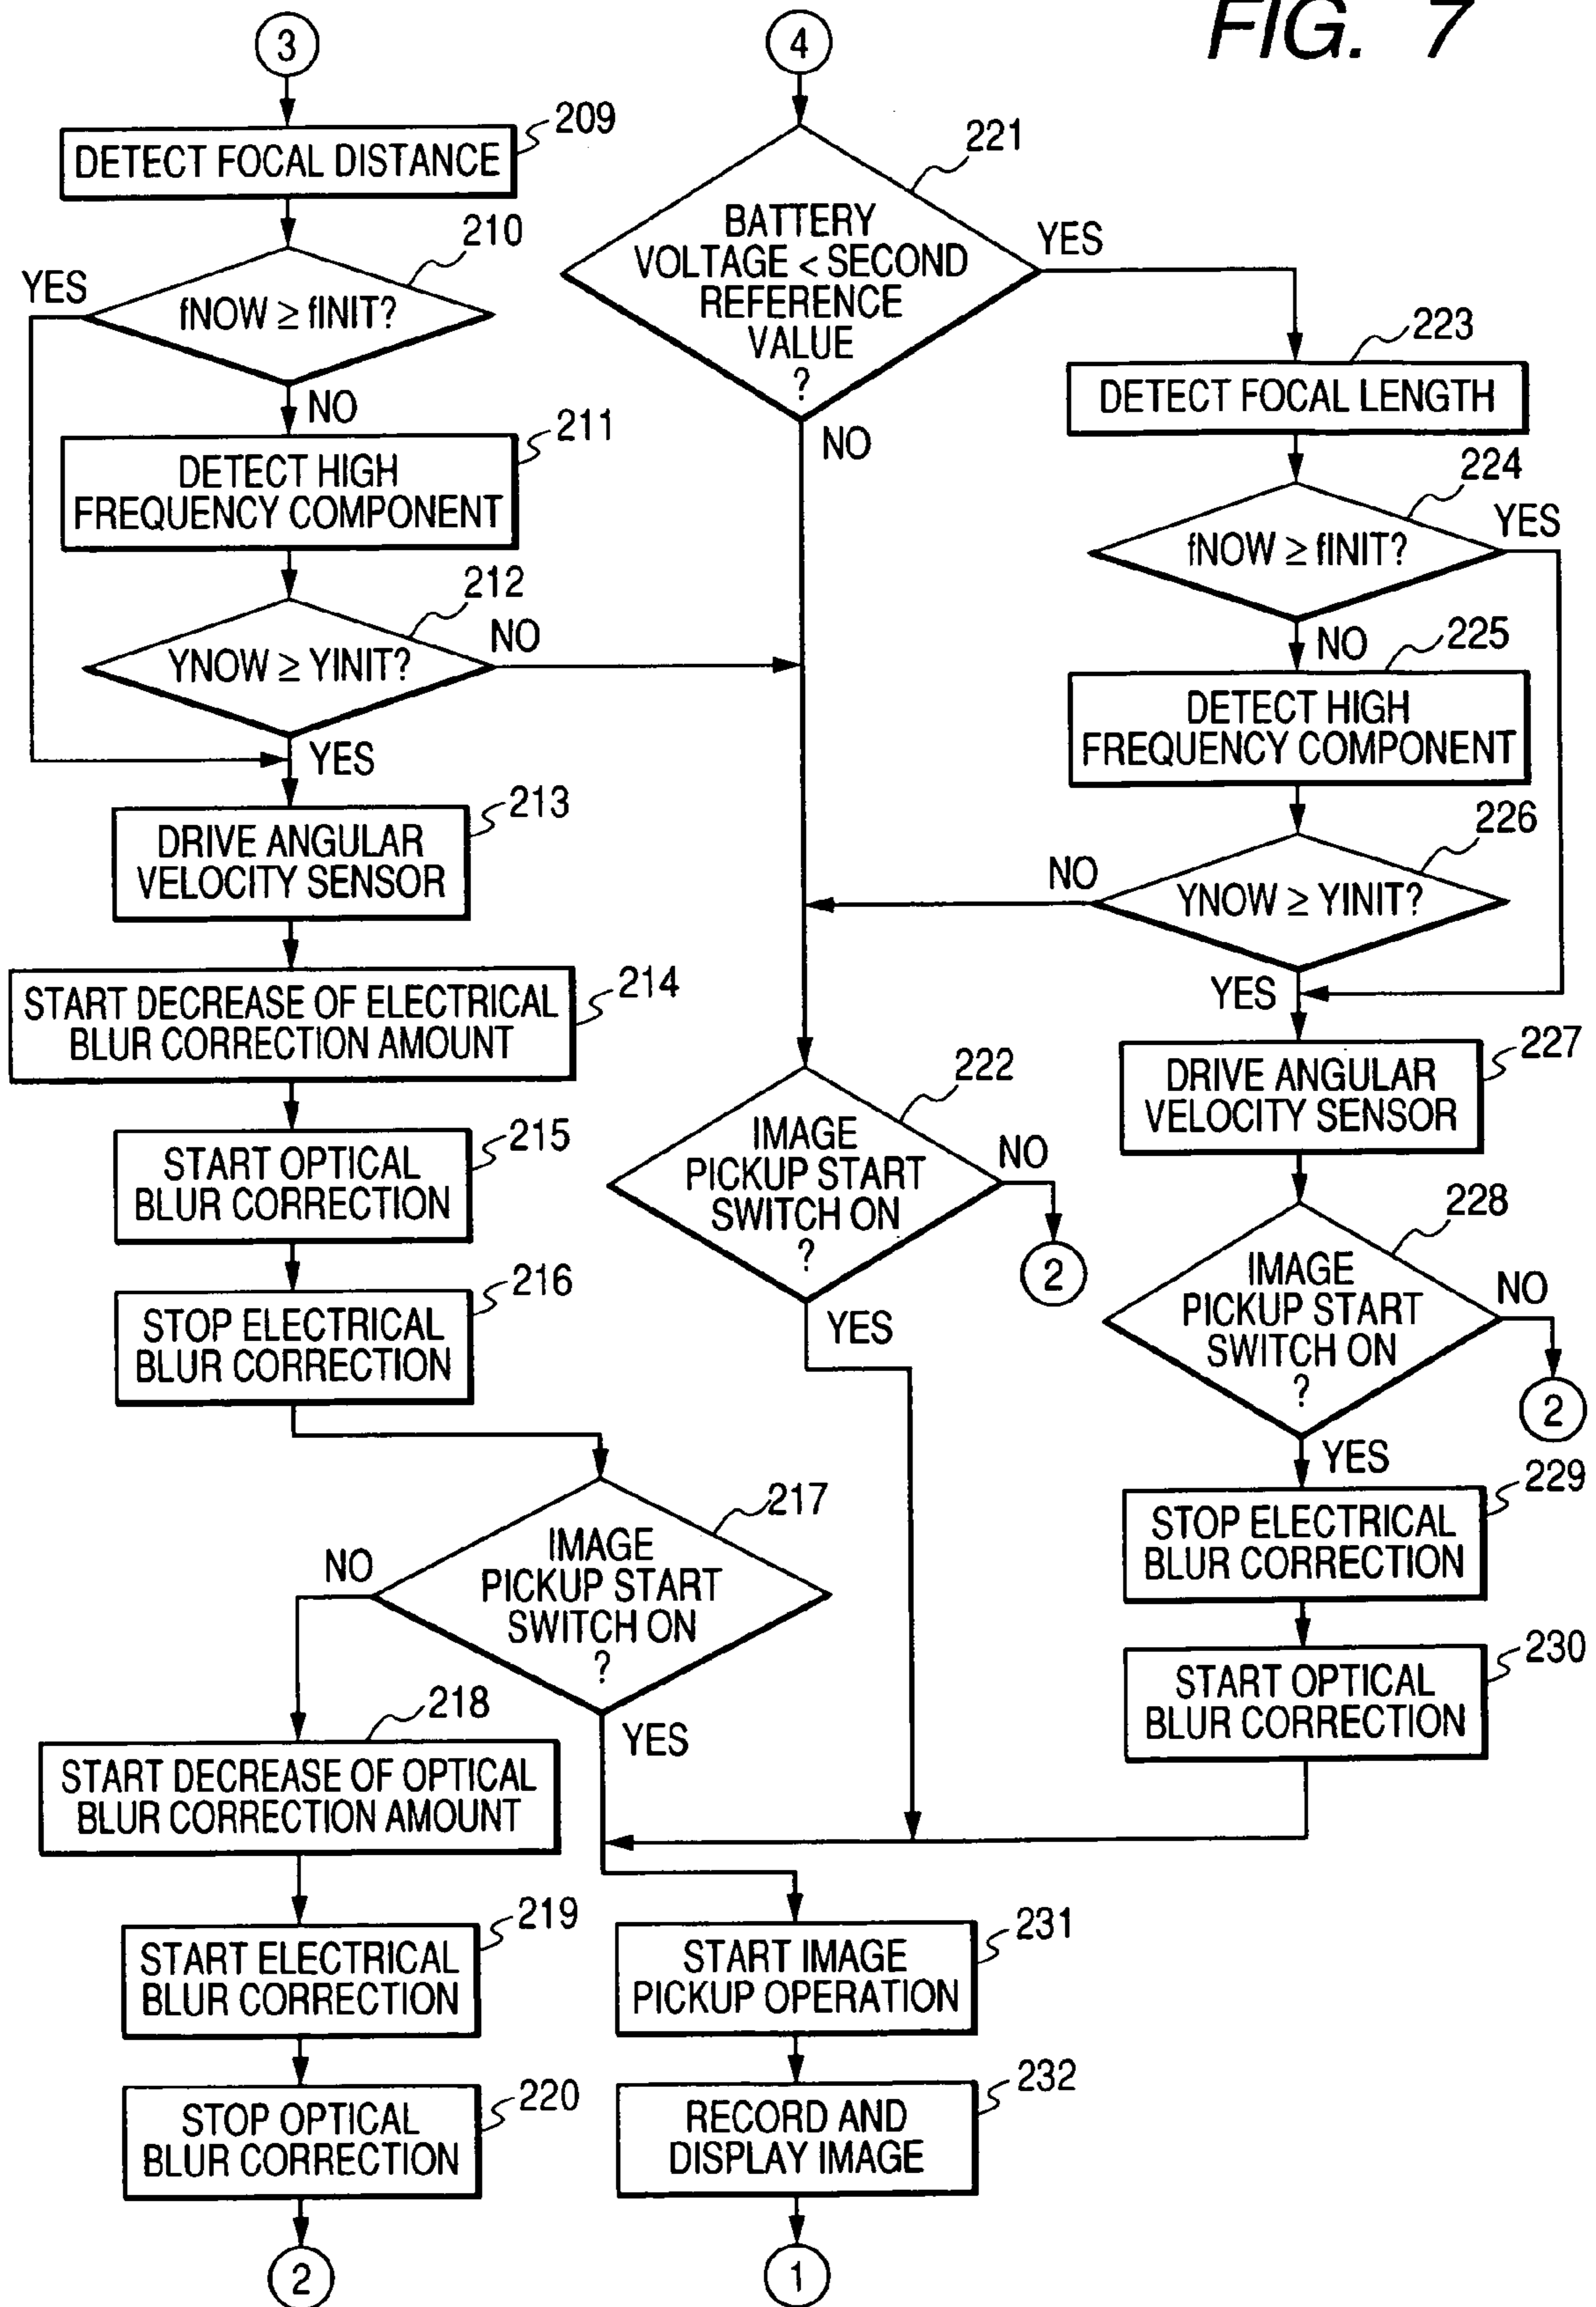 FIG. 7
3
DETECT FOCAL DISTANCE
209
210
YES
fNOW ≥ fINIT?
NO
211
DETECT HIGH
FREQUENCY COMPONENT
212
YNOW ≥ YINIT?
NO
YES
213
DRIVE ANGULAR
VELOCITY SENSOR
214
START DECREASE OF ELECTRICAL
BLUR CORRECTION AMOUNT
215
START OPTICAL
BLUR CORRECTION
216
STOP ELECTRICAL
BLUR CORRECTION
217
IMAGE
PICKUP START
SWITCH ON
?
NO
YES
218
START DECREASE OF OPTICAL
BLUR CORRECTION AMOUNT
219
START ELECTRICAL
BLUR CORRECTION
220
STOP OPTICAL
BLUR CORRECTION
2
4
221
BATTERY
VOLTAGE < SECOND
REFERENCE
VALUE
?
YES
NO
222
IMAGE
PICKUP START
SWITCH ON
?
NO
2
YES
223
DETECT FOCAL LENGTH
224
fNOW ≥ fINIT?
YES
NO
225
DETECT HIGH
FREQUENCY COMPONENT
226
YNOW ≥ YINIT?
NO
YES
227
DRIVE ANGULAR
VELOCITY SENSOR
228
IMAGE
PICKUP START
SWITCH ON
?
NO
2
YES
229
STOP ELECTRICAL
BLUR CORRECTION
230
START OPTICAL
BLUR CORRECTION
231
START IMAGE
PICKUP OPERATION
232
RECORD AND
DISPLAY IMAGE
1